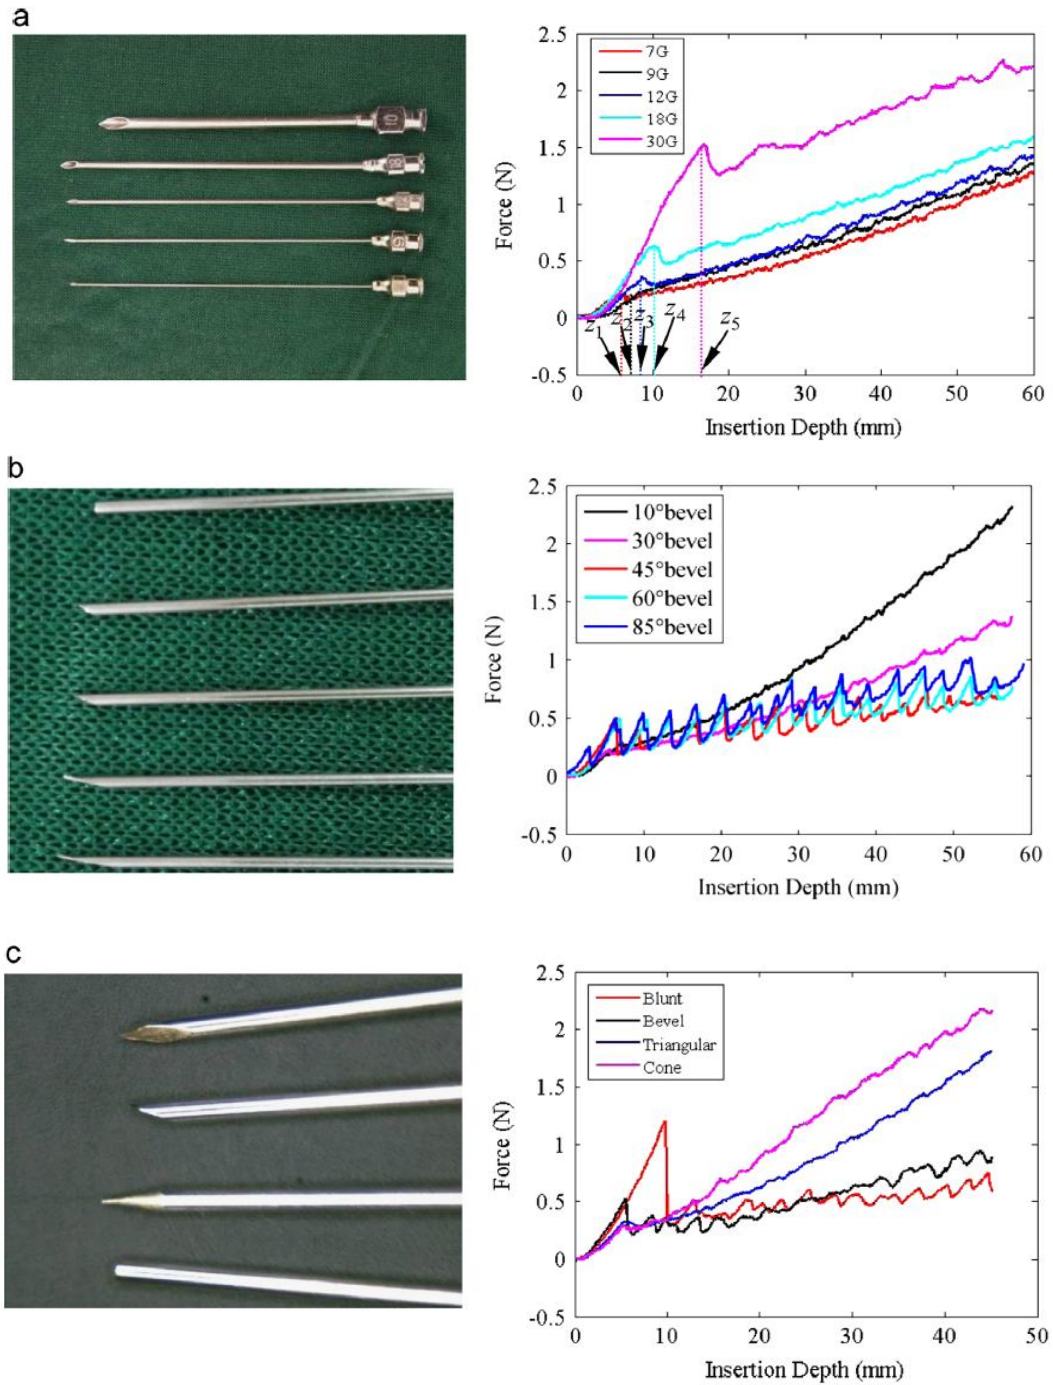 a
10
2.5
2
1.5
1
0.5
0
-0.5
Force (N)
7G
9G
12G
18G
30G
z1
z2
z3
z4
z5
0 10 20 30 40 50 60
Insertion Depth (mm)
b
2.5
2
1.5
1
0.5
0
-0.5
Force (N)
10°bevel
30°bevel
45°bevel
60°bevel
85°bevel
0 10 20 30 40 50 60
Insertion Depth (mm)
c
2.5
2
1.5
1
0.5
0
-0.5
Force (N)
Blunt
Bevel
Triangular
Cone
0 10 20 30 40 50
Insertion Depth (mm)